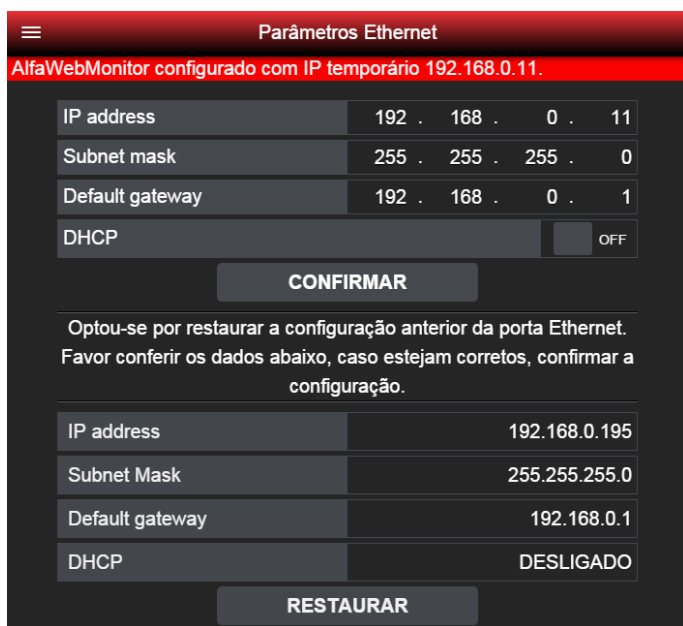 Parâmetros Ethernet
AlfaWebMonitor configurado com IP temporário 192.168.0.11.
IP address 192 . 168 . 0 . 11
Subnet mask 255 . 255 . 255 . 0
Default gateway 192 . 168 . 0 . 1
DHCP OFF
CONFIRMAR
Optou-se por restaurar a configuração anterior da porta Ethernet.
Favor conferir os dados abaixo, caso estejam corretos, confirmar a
configuração.
IP address 192.168.0.195
Subnet Mask 255.255.255.0
Default gateway 192.168.0.1
DHCP DESLIGADO
RESTAURAR